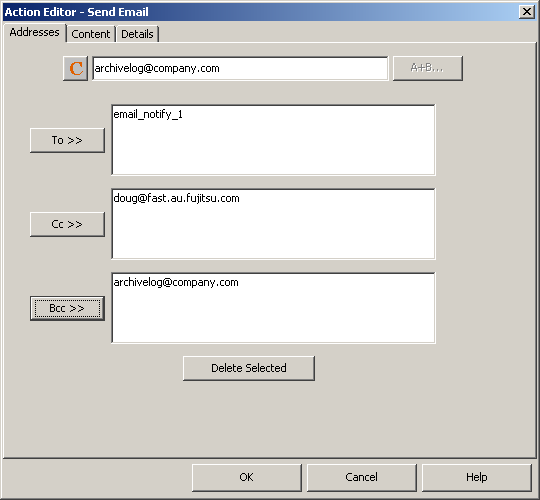 Action Editor - Send Email
Addresses Content Details
C archivelog@company.com A+B...
To >> email_notify_1
Cc >> doug@fast.au.fujitsu.com
Bcc >> archivelog@company.com
Delete Selected
OK Cancel Help